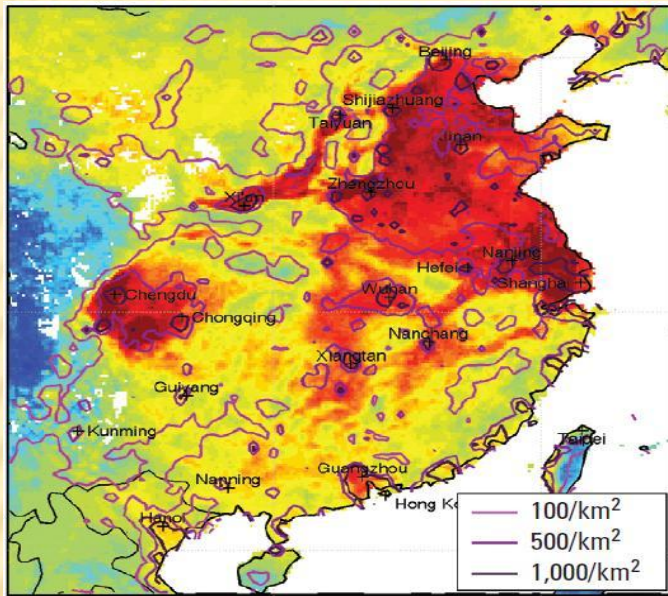 Beijing
Shijiazhuang
Taiyuan
Jinan
Zhengzhou
Xi'an
Nanjing
Hefei
Shanghai
Wuhan
Chengdu
Chongqing
Nanchang
Xiangtan
Guiyang
Kunming
Taipei
Guangzhou
Nanning
Hong Ko
Hanoi
100/km²
500/km²
1,000/km²